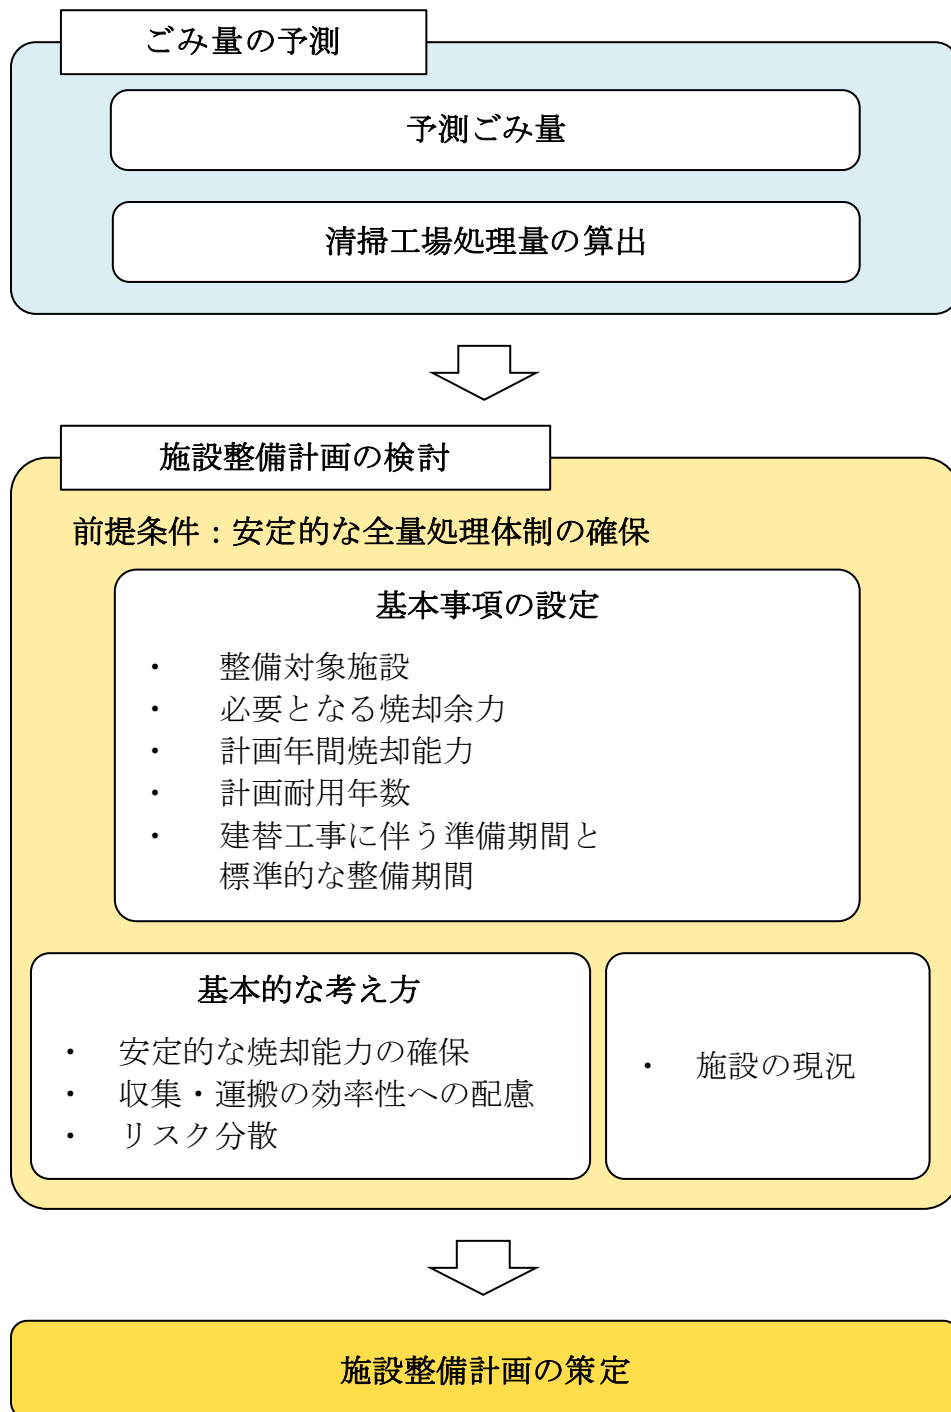 ごみ量の予測
予測ごみ量
清掃工場処理量の算出
施設整備計画の検討
前提条件：安定的な全量処理体制の確保
基本事項の設定
・ 整備対象施設
・ 必要となる焼却余力
・ 計画年間焼却能力
・ 計画耐用年数
・ 建替工事に伴う準備期間と
標準的な整備期間
基本的な考え方
・ 安定的な焼却能力の確保
・ 収集・運搬の効率性への配慮
・ リスク分散
・ 施設の現況
施設整備計画の策定